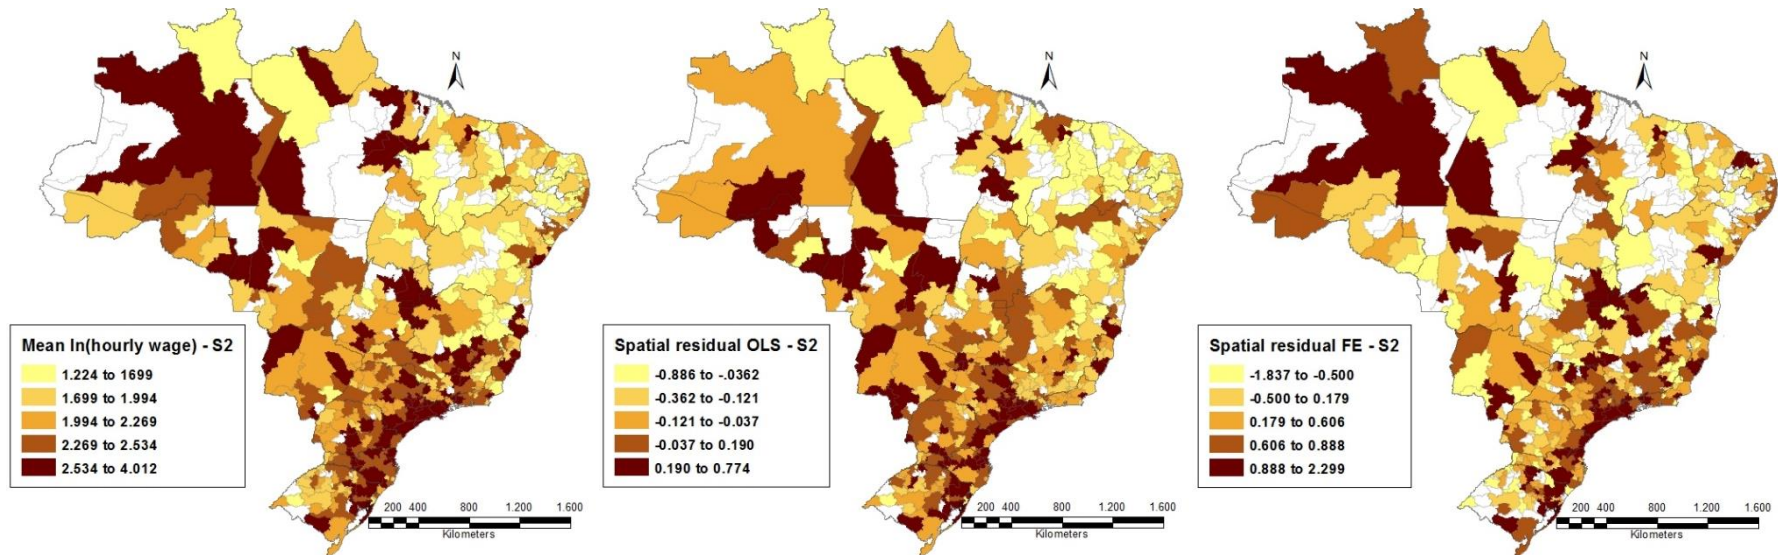 N
Mean ln(hourly wage) - S2
1.224 to 1699
1.699 to 1.994
1.994 to 2.269
2.269 to 2.534
2.534 to 4.012
200 400 800 1.200 1.600
Kilometers
N
Spatial residual OLS - S2
-0.886 to -.0362
-0.362 to -0.121
-0.121 to -0.037
-0.037 to 0.190
0.190 to 0.774
200 400 800 1.200 1.600
Kilometers
N
Spatial residual FE - S2
-1.837 to -0.500
-0.500 to 0.179
0.179 to 0.606
0.606 to 0.888
0.888 to 2.299
200 400 800 1.200 1.600
Kilometers